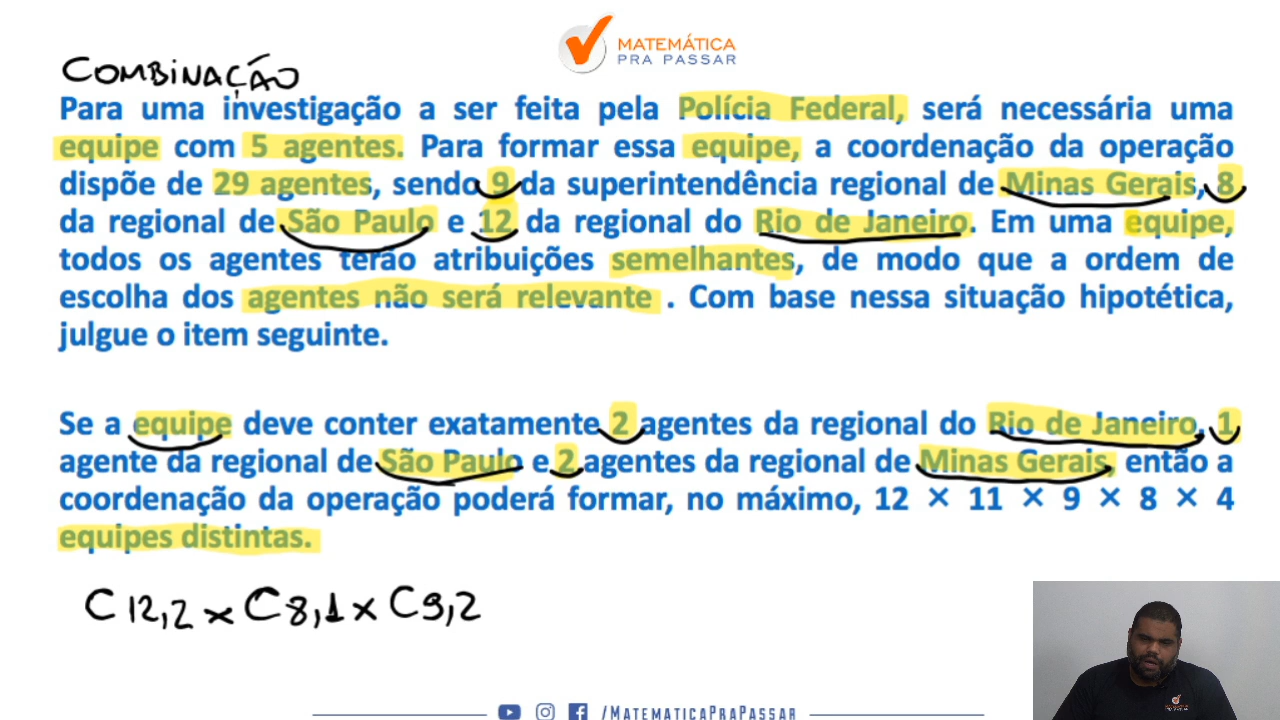 MATEMÁTICA
PRA PASSAR
COMBINAÇÃO
Para uma investigação a ser feita pela Polícia Federal, será necessária uma
equipe com 5 agentes. Para formar essa equipe, a coordenação da operação
dispõe de 29 agentes, sendo 9 da superintendência regional de Minas Gerais, 8
da regional de São Paulo e 12 da regional do Rio de Janeiro. Em uma equipe,
todos os agentes terão atribuições semelhantes, de modo que a ordem de
escolha dos agentes não será relevante . Com base nessa situação hipotética,
julgue o item seguinte.
Se a equipe deve conter exatamente 2 agentes da regional do Rio de Janeiro, 1
agente da regional de São Paulo e 2 agentes da regional de Minas Gerais, então a
coordenação da operação poderá formar, no máximo, 12 × 11 × 9 × 8 × 4
equipes distintas.
C12,2 x C8,1 x C9,2
/MATEMATICAPRAPASSAR